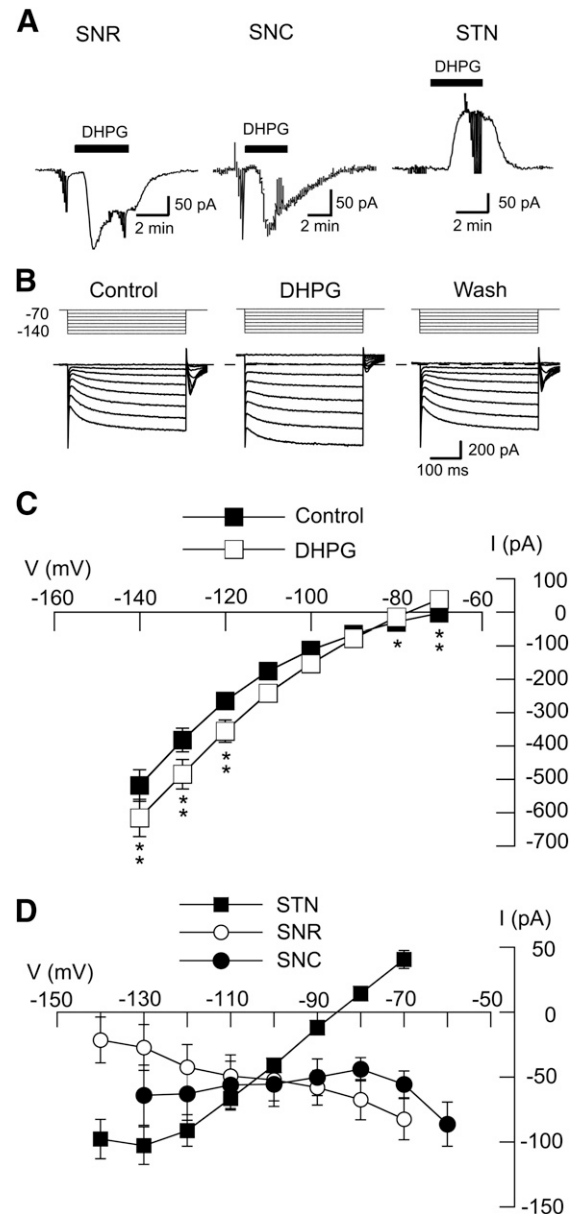 A
SNR SNC STN
DHPG DHPG DHPG
50 pA 50 pA 50 pA
2 min 2 min 2 min
B
Control DHPG Wash
-70
-140
200 pA
100 ms
C
Control
DHPG
V (mV) I (pA)
-160 -140 -120 -100 -80 -60
100
0
-100
-200
-300
-400
-500
-600
-700
* * * * * * * * *
D
STN
SNR
SNC
V (mV) I (pA)
-150 -130 -110 -90 -70 -50
50
0
-50
-100
-150